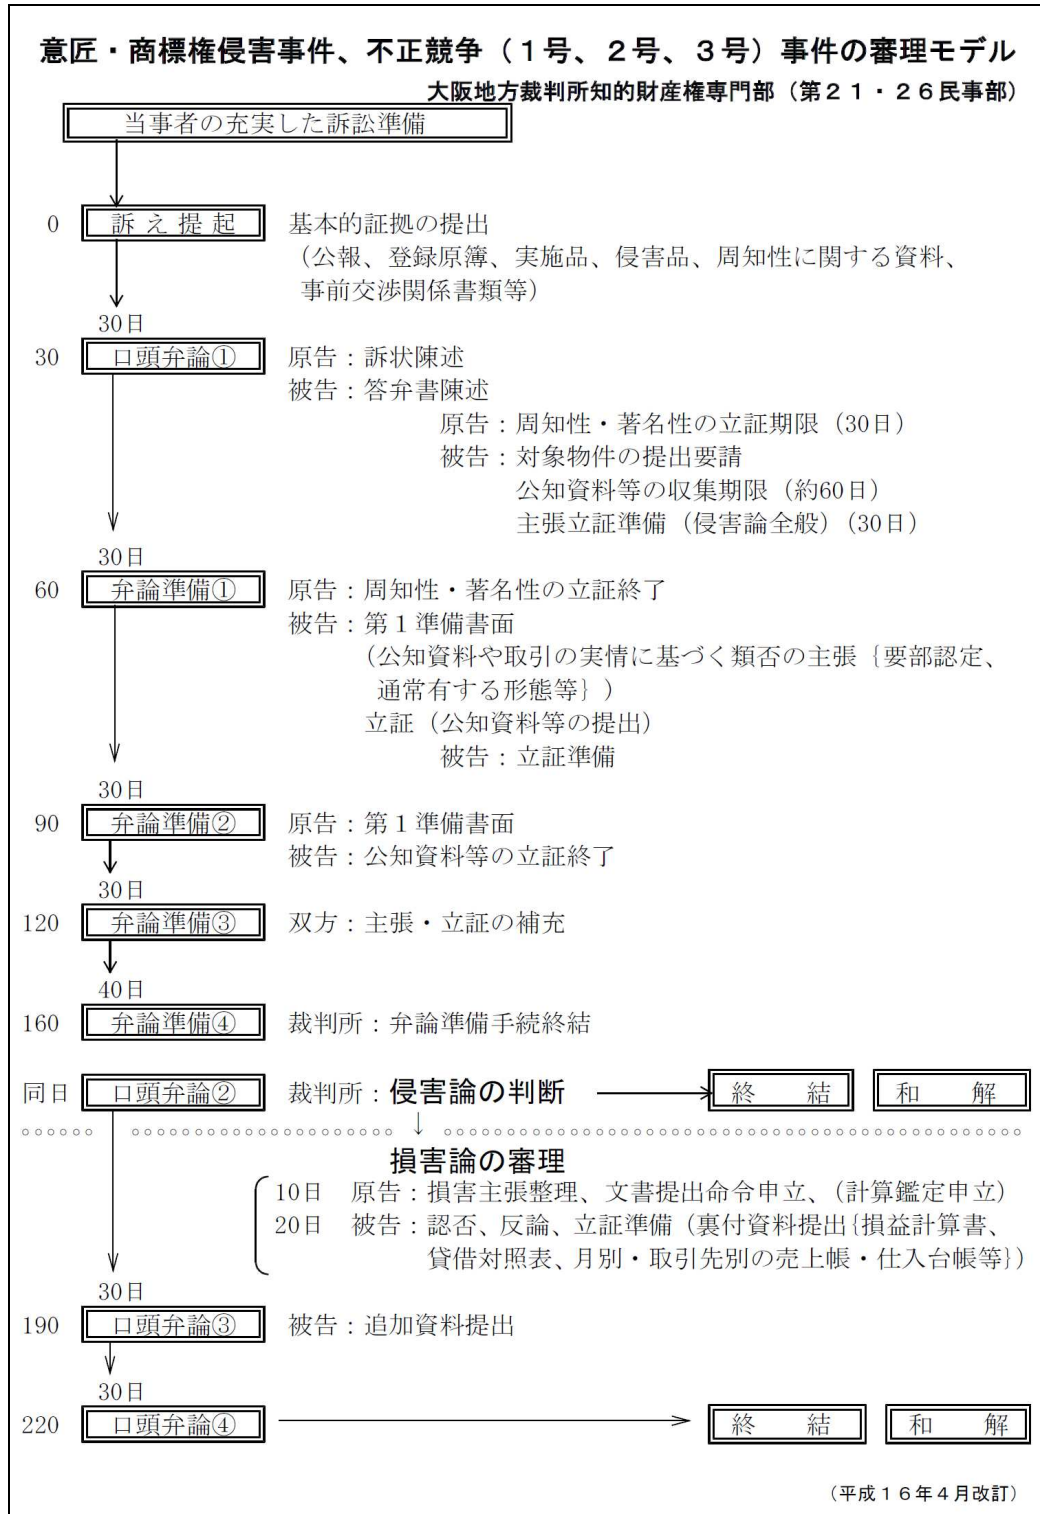 意匠・商標権侵害事件、不正競争(1号、2号、3号)事件の審理モデル
大阪地方裁判所知的財産権専門部(第21・26民事部)
当事者の充実した訴訟準備
0 訴え提起 基本的証拠の提出
(公報、登録原簿、実施品、侵害品、周知性に関する資料、
事前交渉関係書類等)
30日
30 口頭弁論① 原告:訴状陳述
被告:答弁書陳述
原告:周知性・著名性の立証期限(30日)
被告:対象物件の提出要請
公知資料等の収集期限(約60日)
主張立証準備(侵害論全般)(30日)
30日
60 弁論準備① 原告:周知性・著名性の立証終了
被告:第1準備書面
(公知資料や取引の実情に基づく類否の主張{要部認定、
通常有する形態等})
立証(公知資料等の提出)
被告:立証準備
30日
90 弁論準備② 原告:第1準備書面
被告:公知資料等の立証終了
30日
120 弁論準備③ 双方:主張・立証の補充
40日
160 弁論準備④ 裁判所:弁論準備手続終結
同日 口頭弁論② 裁判所:侵害論の判断 終結 和解
損害論の審理
10日 原告:損害主張整理、文書提出命令申立、(計算鑑定申立)
20日 被告:認否、反論、立証準備(裏付資料提出{損益計算書、
貸借対照表、月別・取引先別の売上帳・仕入台帳等})
30日
190 口頭弁論③ 被告:追加資料提出
30日
220 口頭弁論④ 終結 和解
(平成16年4月改訂)